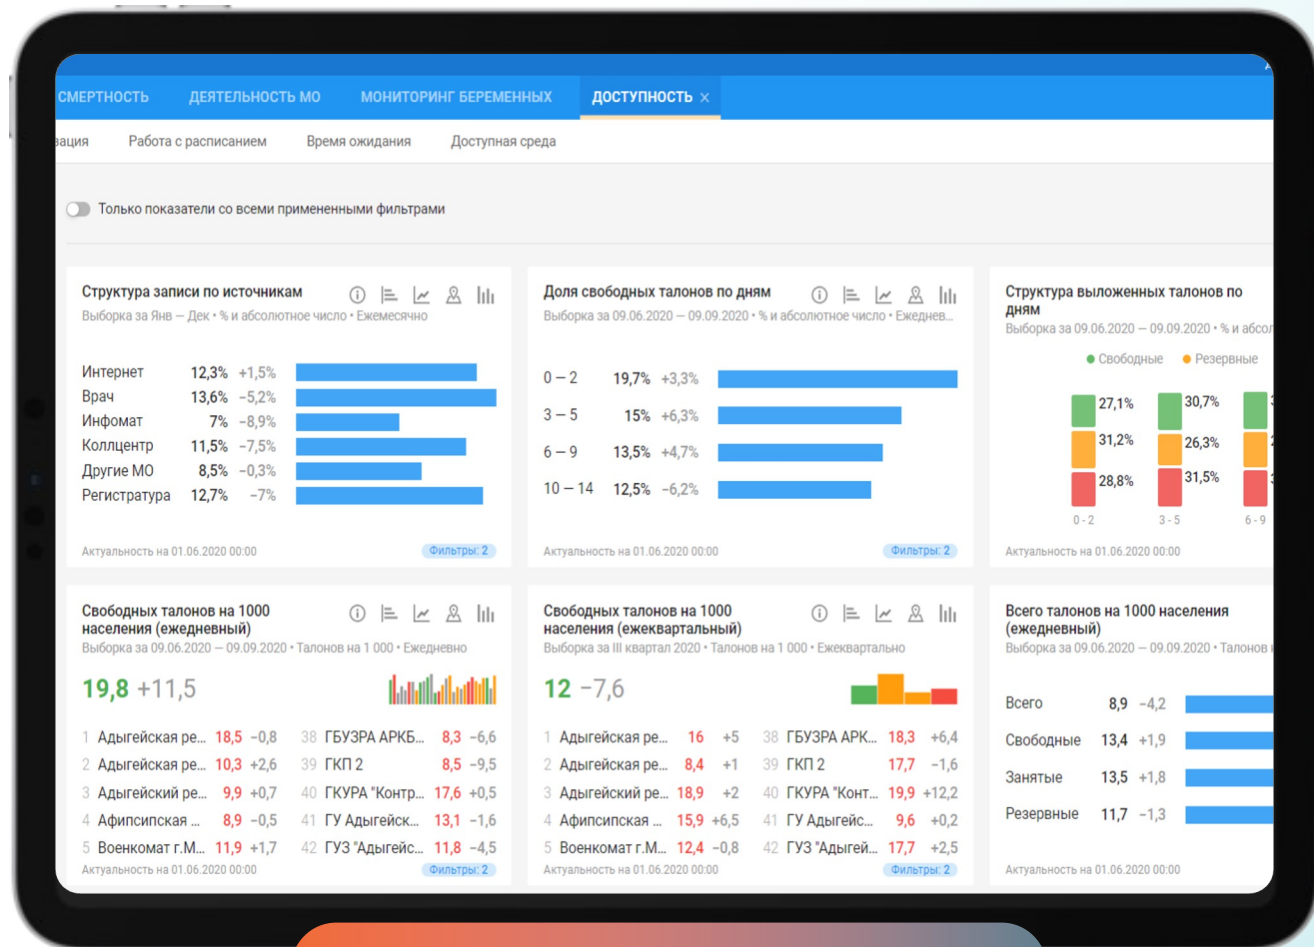 СМЕРТНОСТЬ ДЕЯТЕЛЬНОСТЬ МО МОНИТОРИНГ БЕРЕМЕННЫХ ДОСТУПНОСТЬ ×
Работа с расписанием Время ожидания Доступная среда
Только показатели со всеми примененными фильтрами
Структура записи по источникам
Выборка за Янв – Дек • % и абсолютное число • Ежемесячно
Интернет 12,3% +1,5%
Врач 13,6% −5,2%
Инфомат 7% −8,9%
Коллцентр 11,5% −7,5%
Другие МО 8,5% −0,3%
Регистратура 12,7% −7%
Актуальность на 01.06.2020 00:00 Фильтры: 2
Доля свободных талонов по дням
Выборка за 09.06.2020 – 09.09.2020 • % и абсолютное число • Ежеднев...
0 – 2 19,7% +3,3%
3 – 5 15% +6,3%
6 – 9 13,5% +4,7%
10 – 14 12,5% −6,2%
Актуальность на 01.06.2020 00:00 Фильтры: 2
Структура выложенных талонов по
дням
Выборка за 09.06.2020 – 09.09.2020 • % и абсол
Свободные Резервные
27,1% 30,7%
31,2% 26,3%
28,8% 31,5%
0 - 2 3 - 5 6 - 9
Актуальность на 01.06.2020 00:00
Свободных талонов на 1000
населения (ежедневный)
Выборка за 09.06.2020 – 09.09.2020 • Талонов на 1 000 • Ежедневно
19,8 +11,5
1 Адыгейская ре... 18,5 −0,8 38 ГБУЗРА АРКБ... 8,3 −6,6
2 Адыгейская ре... 10,3 +2,6 39 ГКП 2 8,5 −9,5
3 Адыгейский ре... 9,9 +0,7 40 ГКУРА "Контр... 17,6 +0,5
4 Афипсипская ... 8,9 −0,5 41 ГУ Адыгейск... 13,1 −1,6
5 Военкомат г.М... 11,9 +1,7 42 ГУЗ "Адыгейс... 11,8 −4,5
Актуальность на 01.06.2020 00:00 Фильтры: 2
Свободных талонов на 1000
населения (ежеквартальный)
Выборка за III квартал 2020 • Талонов на 1 000 • Ежеквартально
12 −7,6
1 Адыгейская ре... 16 +5 38 ГБУЗРА АРК... 18,3 +6,4
2 Адыгейская ре... 8,4 +1 39 ГКП 2 17,7 −1,6
3 Адыгейский ре... 18,9 +2 40 ГКУРА "Конт... 19,9 +12,2
4 Афипсипская ... 15,9 +6,5 41 ГУ Адыгейс... 9,6 +0,2
5 Военкомат г.М... 12,4 −0,8 42 ГУЗ "Адыгей... 17,7 +2,5
Актуальность на 01.06.2020 00:00 Фильтры: 2
Всего талонов на 1000 населения
(ежедневный)
Выборка за 09.06.2020 – 09.09.2020 • Талонов
Всего 8,9 −4,2
Свободные 13,4 +1,9
Занятые 13,5 +1,8
Резервные 11,7 −1,3
Актуальность на 01.06.2020 00:00